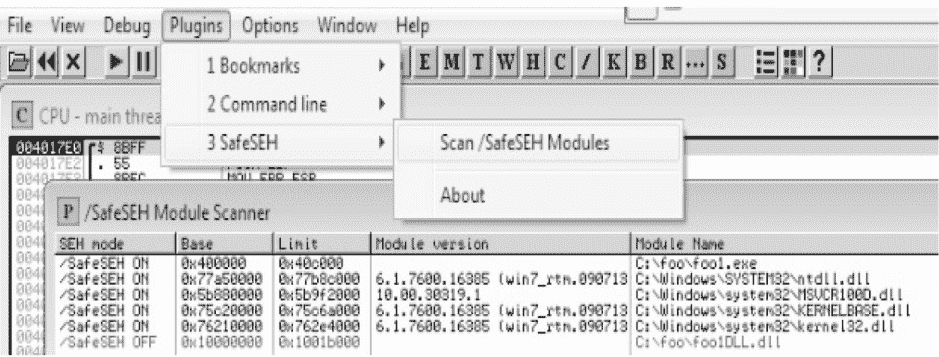 File View Debug Plugins Options Window Help
E M T W H C / K B R ... S ?
1 Bookmarks
2 Command line
3 SafeSEH
Scan /SafeSEH Modules
About
C CPU - main threa
004017E0 8BFF
004017E2 . 55
P /SafeSEH Module Scanner
SEH mode Base Limit Module version Module Name
/SafeSEH ON 0x400000 0x40c000 C:\foo\foo1.exe
/SafeSEH ON 0x77a50000 0x77b8c000 6.1.7600.16385 (win7_rtm.090713 C:\Windows\SYSTEM32\ntdll.dll
/SafeSEH ON 0x5b880000 0x5b9f2000 10.00.30319.1 C:\Windows\system32\MSVCR100D.dll
/SafeSEH ON 0x75c20000 0x75c6a000 6.1.7600.16385 (win7_rtm.090713 C:\Windows\system32\KERNELBASE.dll
/SafeSEH ON 0x76210000 0x762e4000 6.1.7600.16385 (win7_rtm.090713 C:\Windows\system32\kernel32.dll
/SafeSEH OFF 0x10000000 0x1001b000 C:\foo\foo1DLL.dll